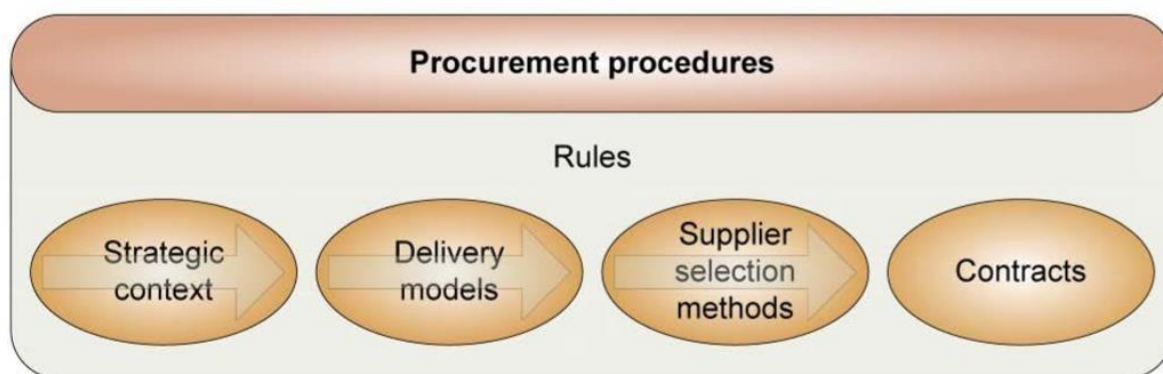 Procurement procedures
Rules
Strategic
context
Delivery
models
Supplier
selection
methods
Contracts